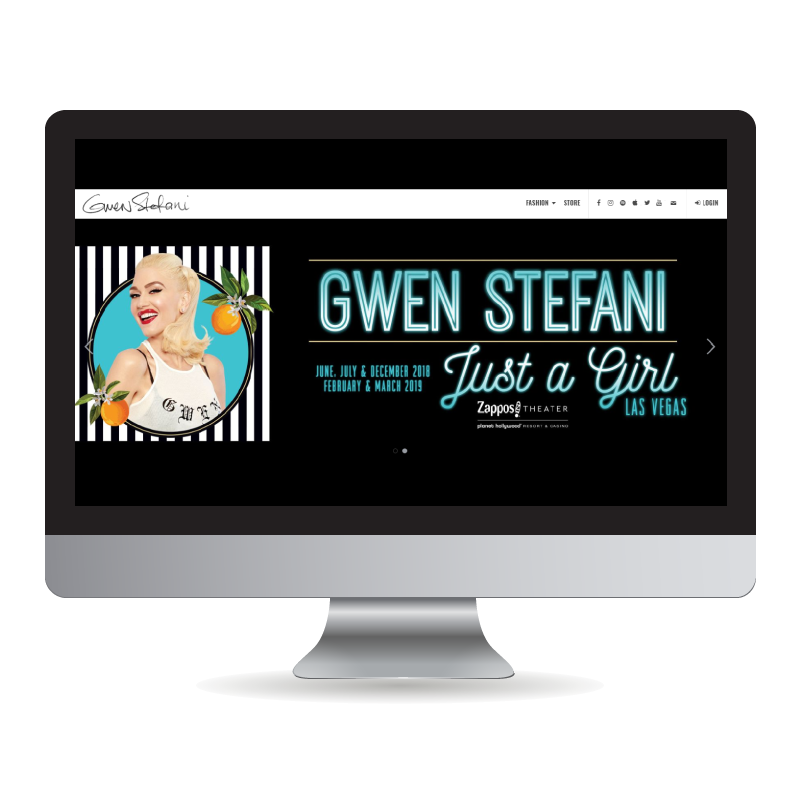 Gwen Stefani
FASHION STORE LOGIN
GWEN STEFANI
JUNE, JULY & DECEMBER 2018
FEBRUARY & MARCH 2019
Just a Girl
LAS VEGAS
Zappos THEATER
planet hollywood RESORT & CASINO
GWEN